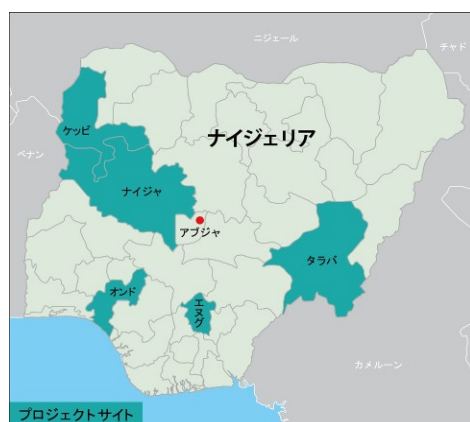 ニジェール
チャド
ケッビ
ナイジェリア
ベナン
ナイジャ
アブジャ
タラバ
オンド
エヌグ
カメルーン
プロジェクトサイト